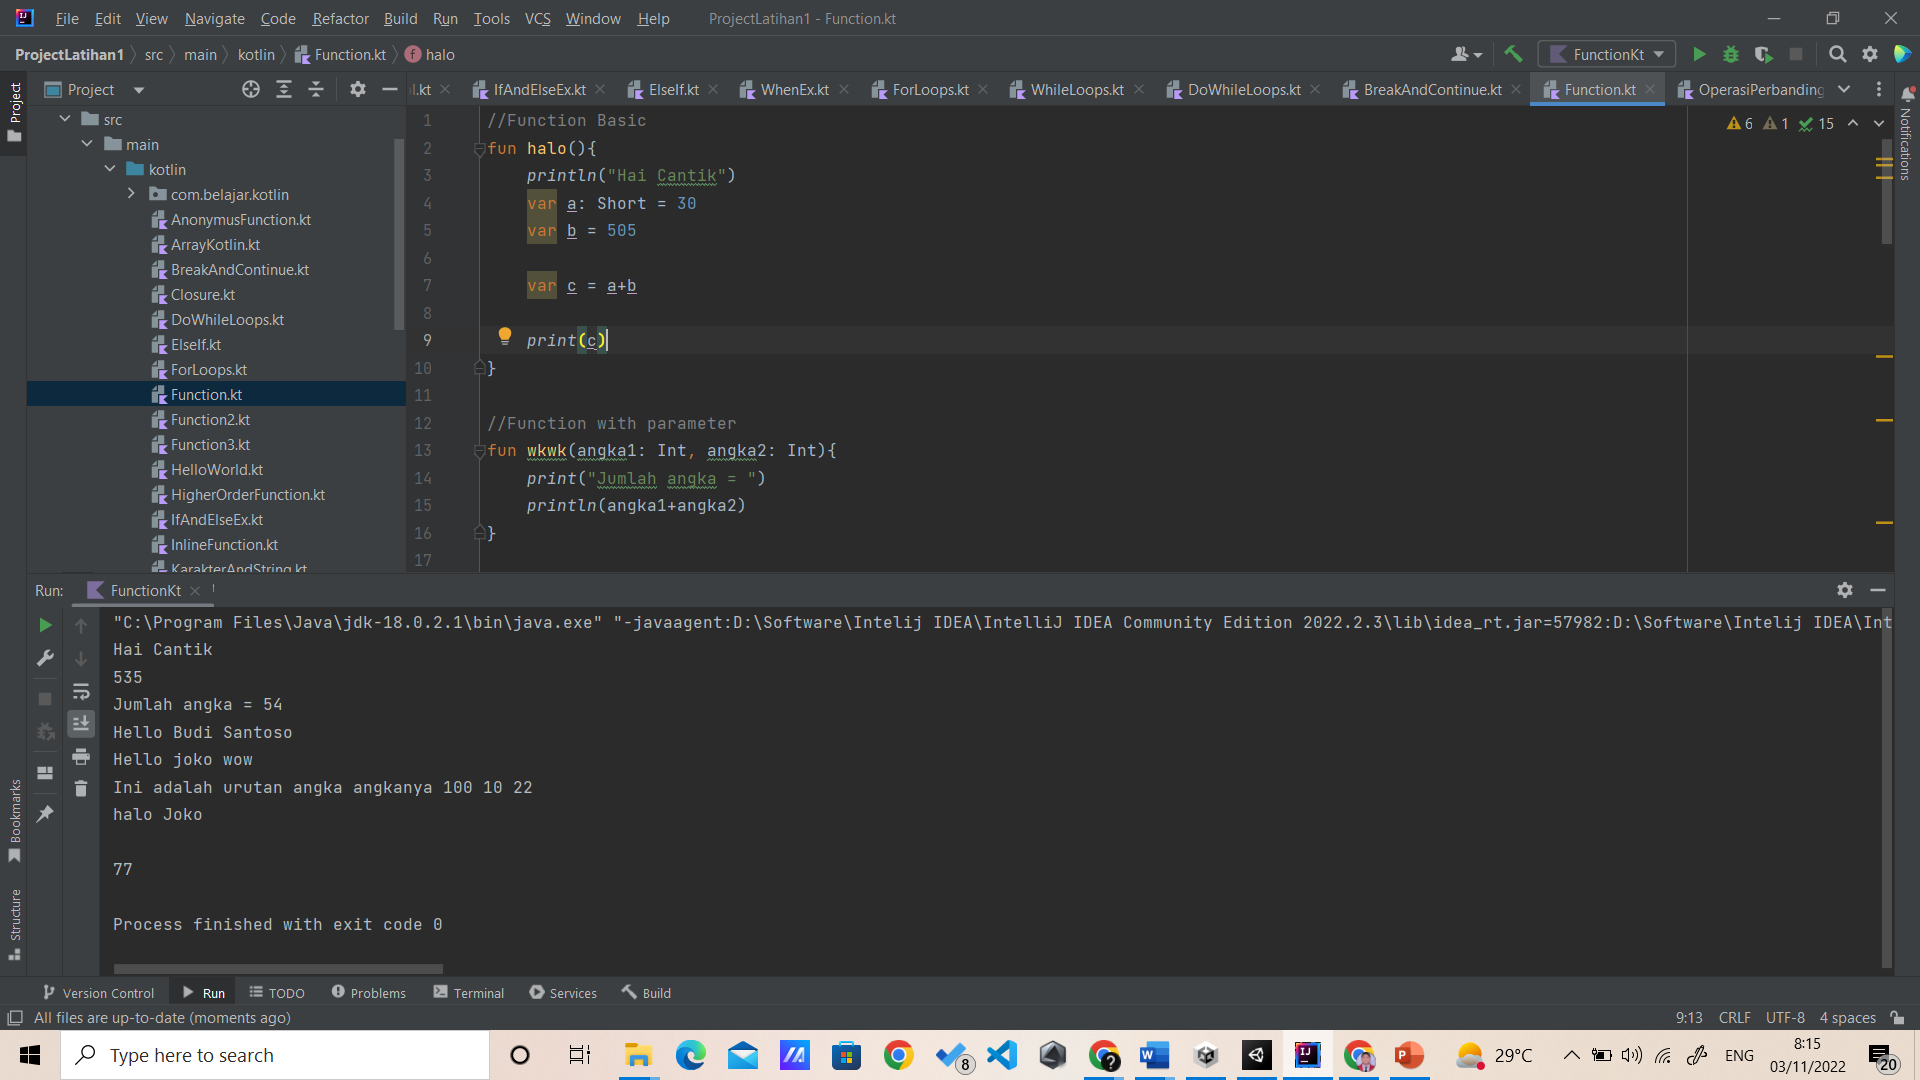 File Edit View Navigate Code Refactor Build Run Tools VCS Window Help ProjectLatihan1 - Function.kt
ProjectLatihan1 src main kotlin Function.kt halo FunctionKt
Project
.kt IfAndElseEx.kt ElseIf.kt WhenEx.kt ForLoops.kt WhileLoops.kt DoWhileLoops.kt BreakAndContinue.kt Function.kt OperasiPerbanding
Project
src
main
kotlin
com.belajar.kotlin
AnonymusFunction.kt
ArrayKotlin.kt
BreakAndContinue.kt
Closure.kt
DoWhileLoops.kt
ElseIf.kt
ForLoops.kt
Function.kt
Function2.kt
Function3.kt
HelloWorld.kt
HigherOrderFunction.kt
IfAndElseEx.kt
InlineFunction.kt
KarakterAndString.kt
6 1 15
Notifications
1 //Function Basic
2 fun halo(){
3 println("Hai Cantik")
4 var a: Short = 30
5 var b = 505
6
7 var c = a+b
8
9 print(c)
10 }
11
12 //Function with parameter
13 fun wkwk(angka1: Int, angka2: Int){
14 print("Jumlah angka = ")
15 println(angka1+angka2)
16 }
17
Run: FunctionKt
"C:\Program Files\Java\jdk-18.0.2.1\bin\java.exe" "-javaagent:D:\Software\Intelij IDEA\IntelliJ IDEA Community Edition 2022.2.3\lib\idea_rt.jar=57982:D:\Software\Intelij IDEA\Int
Hai Cantik
535
Jumlah angka = 54
Hello Budi Santoso
Hello joko wow
Ini adalah urutan angka angkanya 100 10 22
halo Joko
77
Process finished with exit code 0
Bookmarks
Structure
Version Control Run TODO Problems Terminal Services Build
All files are up-to-date (moments ago) 9:13 CRLF UTF-8 4 spaces
Type here to search 8 29°C ENG 8:15
03/11/2022 20